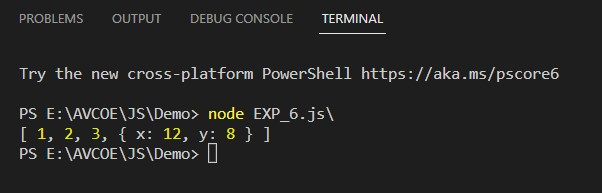 PROBLEMS OUTPUT DEBUG CONSOLE TERMINAL
Try the new cross-platform PowerShell https://aka.ms/pscore6
PS E:\AVCOE\JS\Demo> node EXP_6.js\
[ 1, 2, 3, { x: 12, y: 8 } ]
PS E:\AVCOE\JS\Demo>